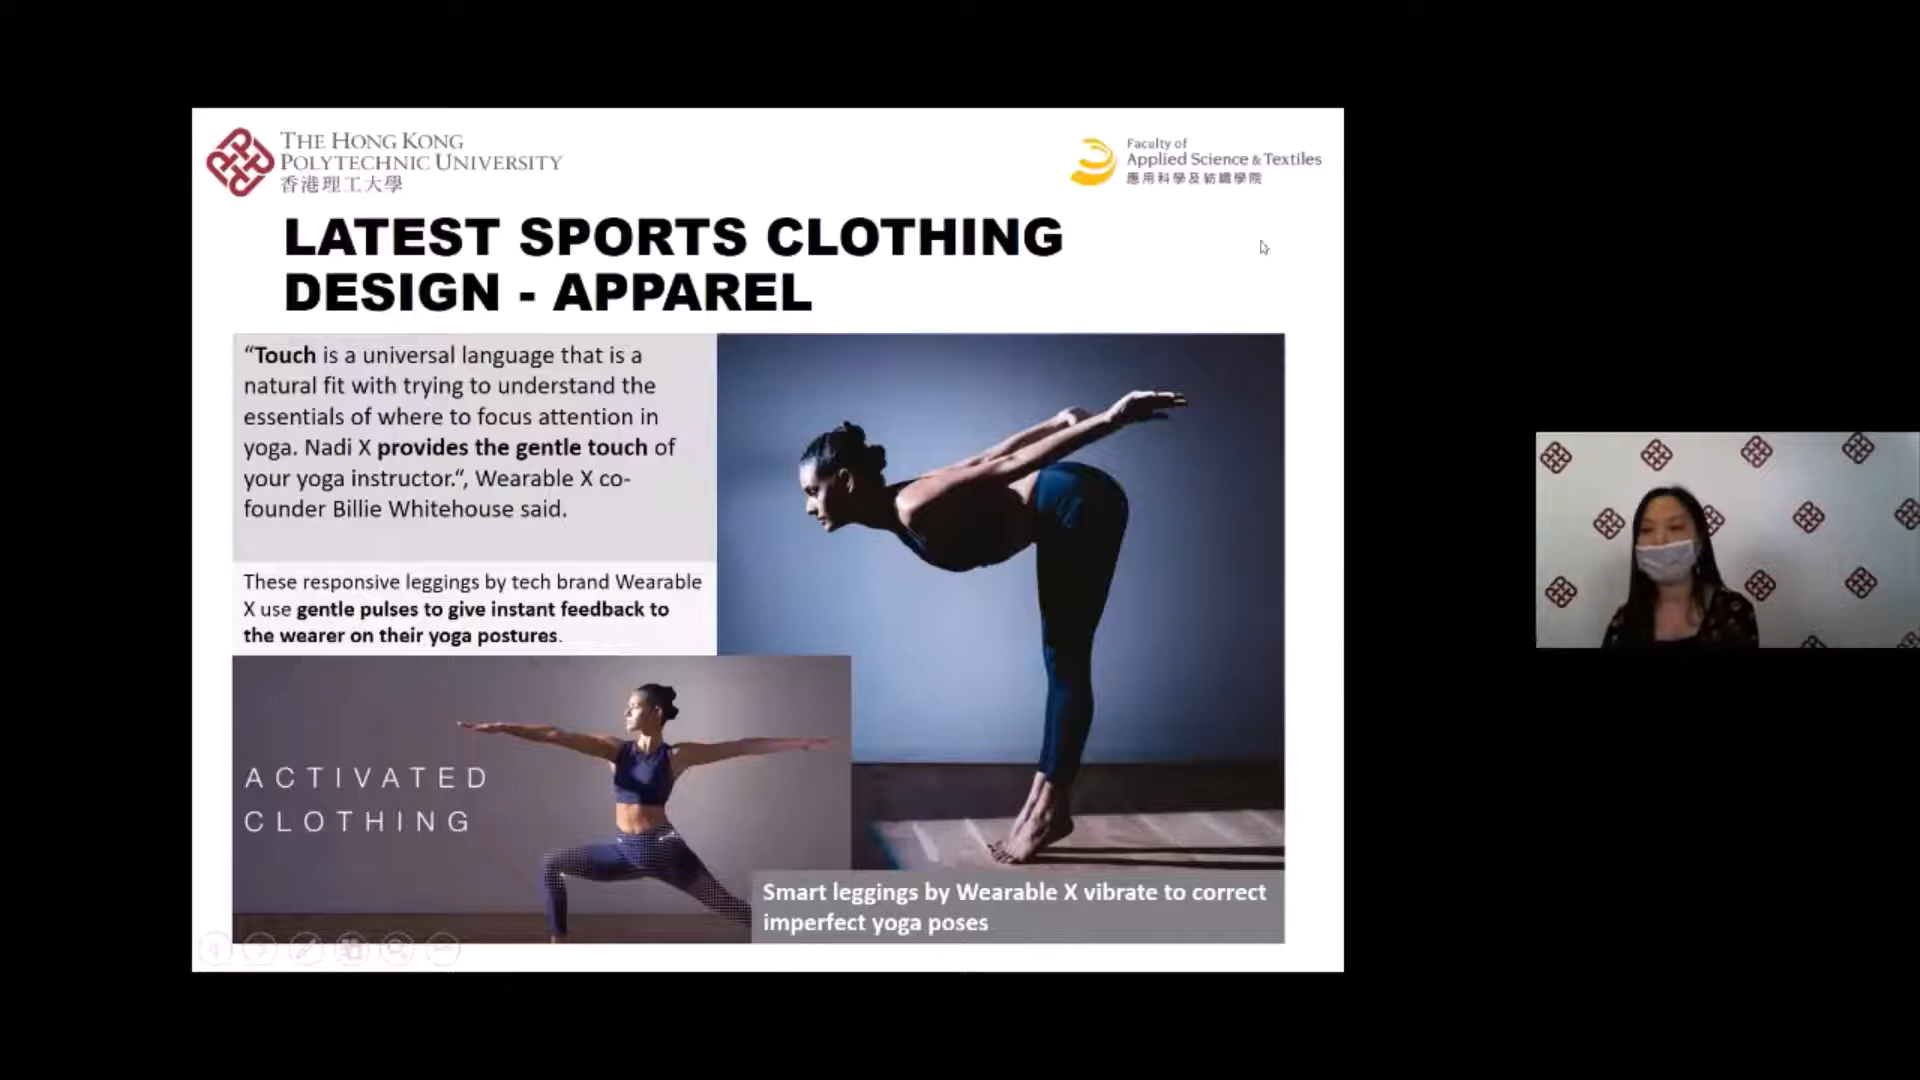 THE HONG KONG
POLYTECHNIC UNIVERSITY
香港理工大學
Faculty of
Applied Science & Textiles
應用科學及紡織學院
LATEST SPORTS CLOTHING
DESIGN - APPAREL
“Touch is a universal language that is a
natural fit with trying to understand the
essentials of where to focus attention in
yoga. Nadi X provides the gentle touch of
your yoga instructor.“, Wearable X co-
founder Billie Whitehouse said.
These responsive leggings by tech brand Wearable
X use gentle pulses to give instant feedback to
the wearer on their yoga postures.
ACTIVATED
CLOTHING
Smart leggings by Wearable X vibrate to correct
imperfect yoga poses